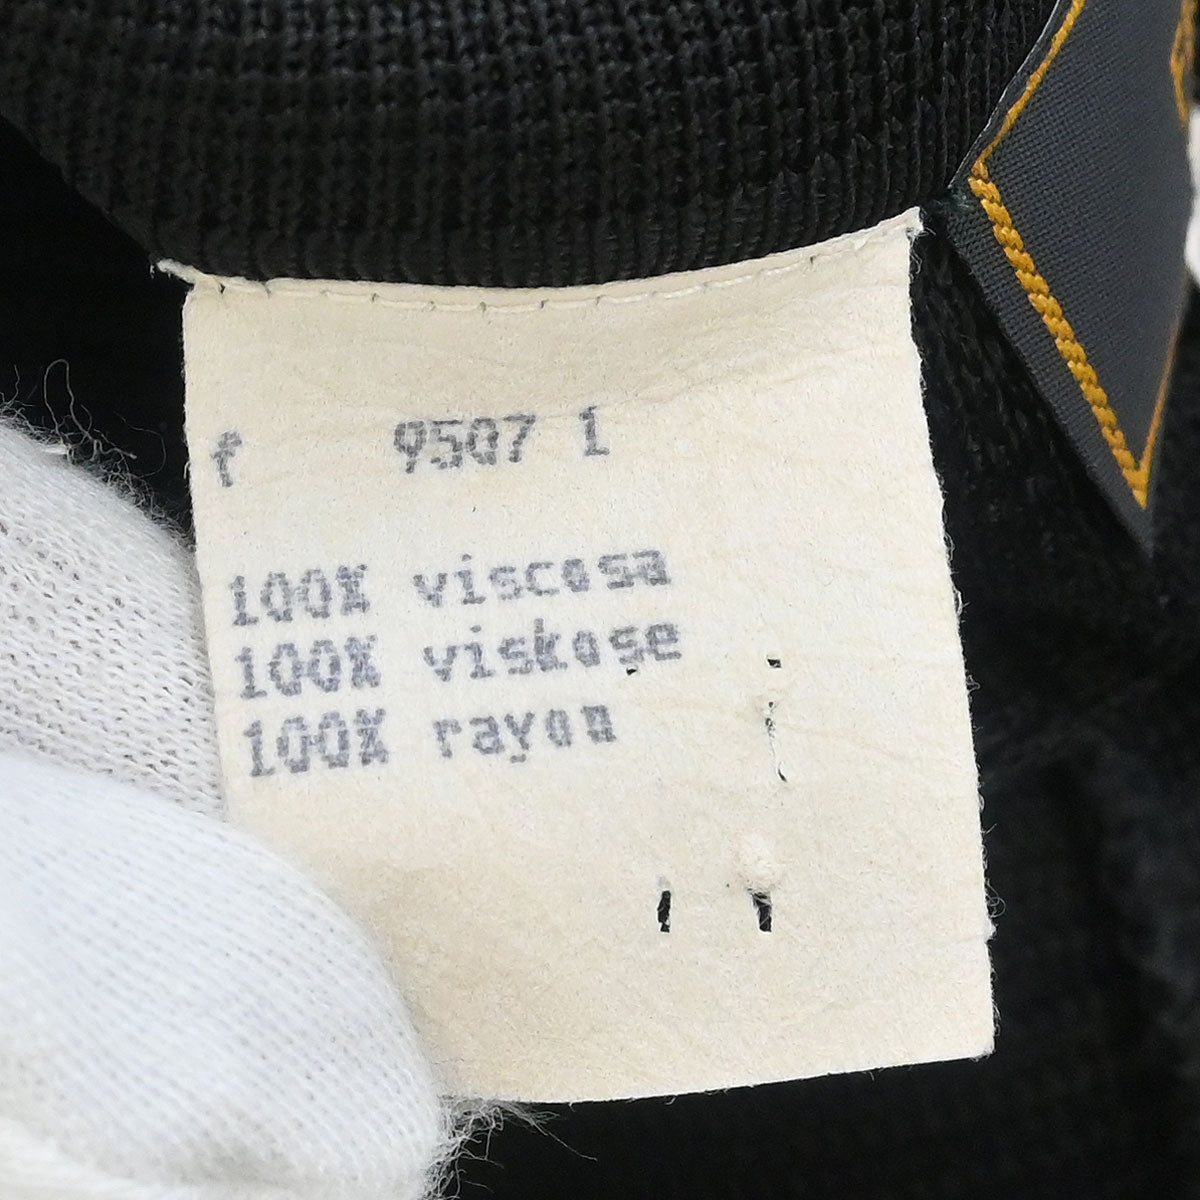 f 9507 1
100% viscosa
100% viskose
100% rayon